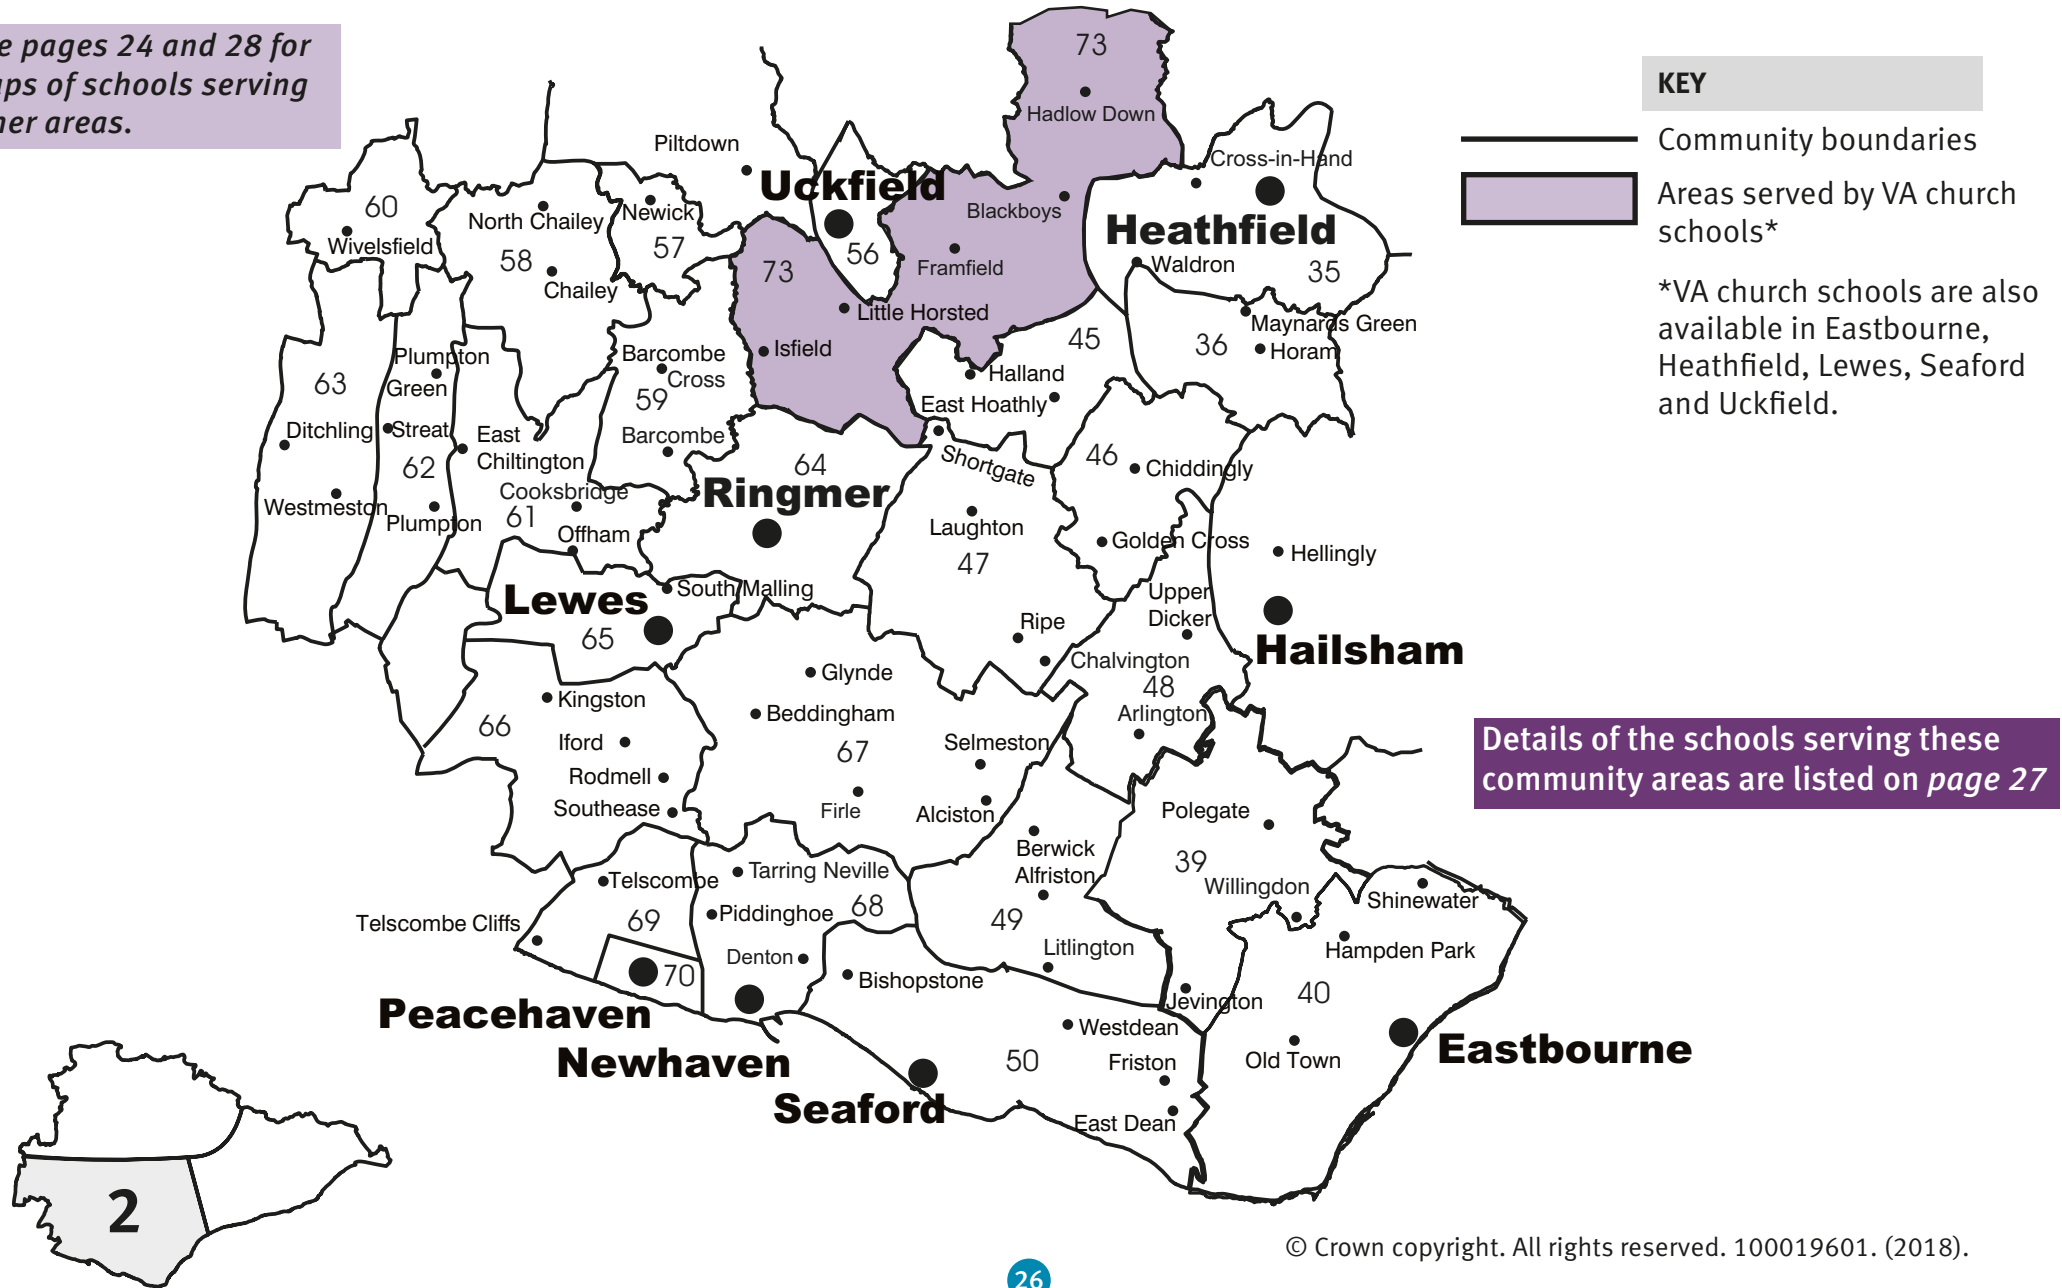 pages 24 and 28 for
of schools serving
areas.
KEY
Community boundaries
Areas served by VA church
schools*
*VA church schools are also
available in Eastbourne,
Heathfield, Lewes, Seaford
and Uckfield.
73
Hadlow Down
Piltdown
Uckfield
56
Cross-in-Hand
Heathfield
Waldron
35
60
Wivelsfield
North Chailey
58
Chailey
Newick
57
73
Blackboys
Framfield
Little Horsted
Isfield
Maynards Green
36
Horam
45
Halland
East Hoathly
63
Ditchling
Westmeston
Plumpton
Green
Streat
62
Plumpton
East
Chiltington
Cooksbridge
61
Offham
Barcombe
Cross
59
Barcombe
64
Ringmer
Shortgate
Laughton
47
Ripe
46
Chiddingly
Golden Cross
Hellingly
Upper
Dicker
Hailsham
Chalvington
48
Arlington
South Malling
Lewes
65
Kingston
66
Iford
Rodmell
Southease
Glynde
Beddingham
67
Firle
Selmeston
Alciston
Details of the schools serving these
community areas are listed on page 27
Berwick
Alfriston
49
Litlington
Polegate
39
Willingdon
Shinewater
Hampden Park
40
Jevington
Old Town
Eastbourne
Telscombe
Telscombe Cliffs
69
70
Peacehaven
Tarring Neville
Piddinghoe
68
Denton
Newhaven
Bishopstone
Seaford
Westdean
50
Friston
East Dean
2
© Crown copyright. All rights reserved. 100019601. (2018).
26